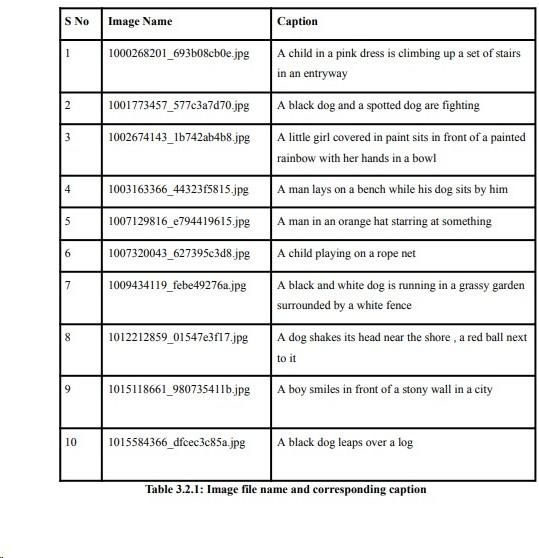 S No Image Name Caption
1 1000268201_693b08cb0e.jpg A child in a pink dress is climbing up a set of stairs
in an entryway
2 1001773457_577c3a7d70.jpg A black dog and a spotted dog are fighting
3 1002674143_1b742ab4b8.jpg A little girl covered in paint sits in front of a painted
rainbow with her hands in a bowl
4 1003163366_44323f5815.jpg A man lays on a bench while his dog sits by him
5 1007129816_e794419615.jpg A man in an orange hat starring at something
6 1007320043_627395c3d8.jpg A child playing on a rope net
7 1009434119_febe49276a.jpg A black and white dog is running in a grassy garden
surrounded by a white fence
8 1012212859_01547e3f17.jpg A dog shakes its head near the shore , a red ball next
to it
9 1015118661_980735411b.jpg A boy smiles in front of a stony wall in a city
10 1015584366_dfcec3c85a.jpg A black dog leaps over a log
Table 3.2.1: Image file name and corresponding caption